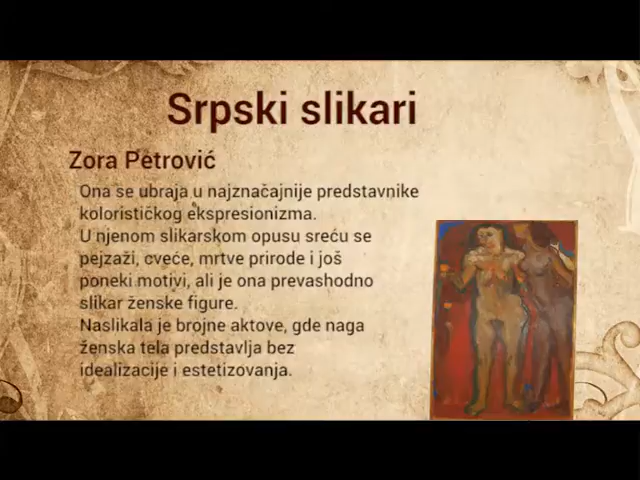 Srpski slikari
Zora Petrović
Ona se ubraja u najznačajnije predstavnike
kolorističkog ekspresionizma.
U njenom slikarskom opusu sreću se
pejzaži, cveće, mrtve prirode i još
poneki motivi, ali je ona prevashodno
slikar ženske figure.
Naslikala je brojne aktove, gde naga
ženska tela predstavlja bez
idealizacije i estetizovanja.